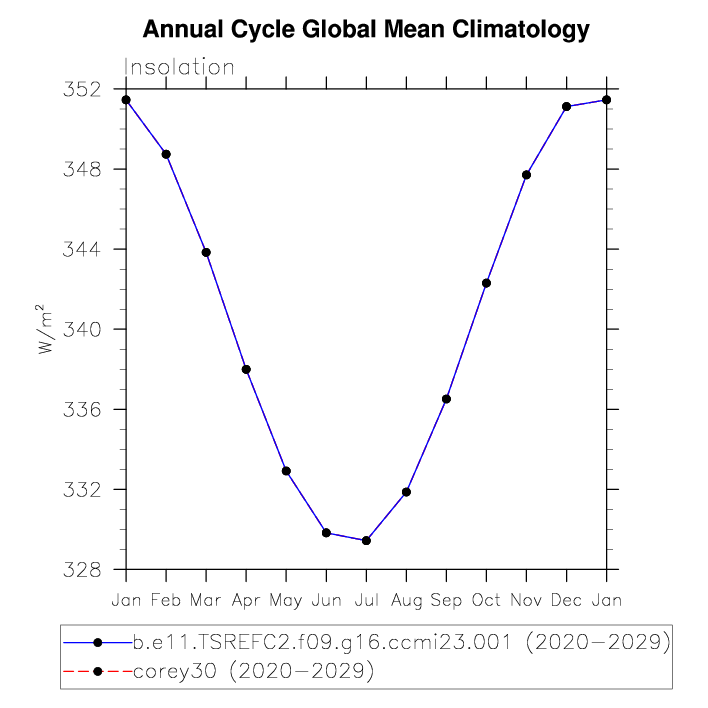 Annual Cycle Global Mean Climatology
Insolation
352
348
344
340
336
332
328
W/m²
Jan Feb Mar Apr May Jun Jul Aug Sep Oct Nov Dec Jan
b.e11.TSREFC2.f09.g16.ccmi23.001 (2020-2029)
corey30 (2020-2029)